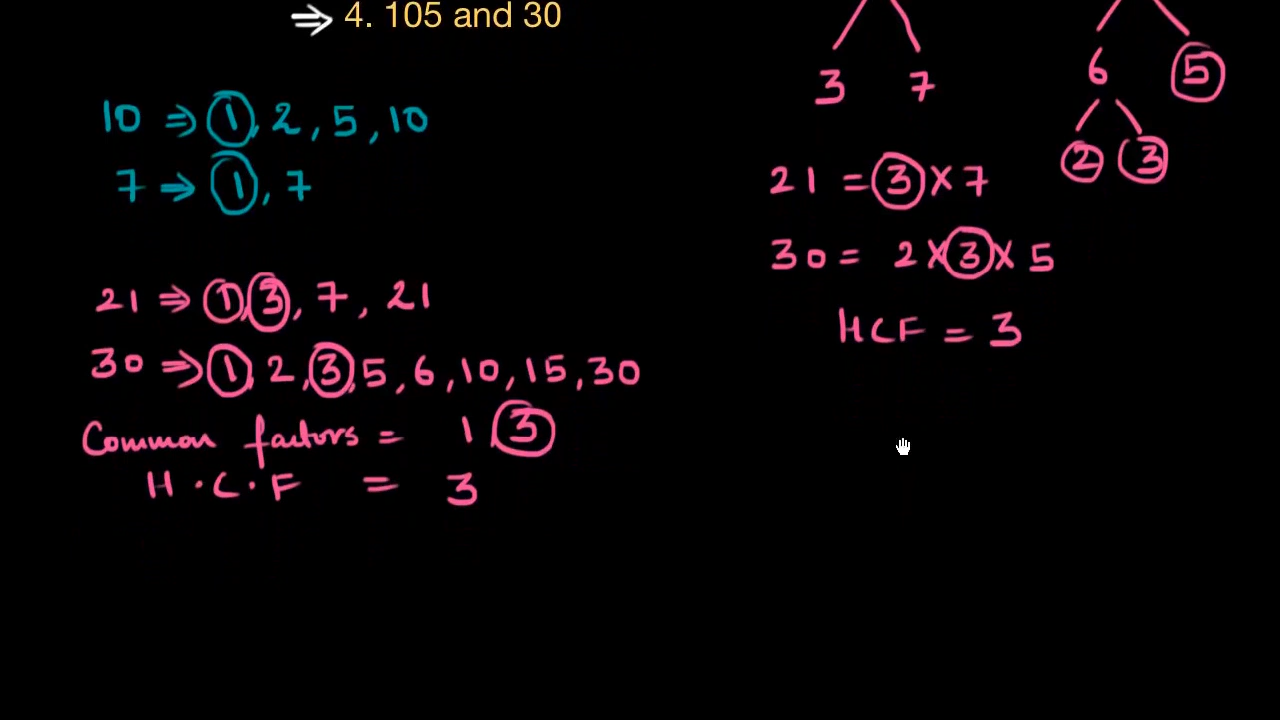 ⇒ 4. 105 and 30
10 ⇒ 1, 2, 5, 10
7 ⇒ 1, 7
21 ⇒ 1, 3, 7, 21
30 ⇒ 1, 2, 3, 5, 6, 10, 15, 30
Common factors = 1, 3
H.C.F = 3
3 7
6 5
2 3
21 = 3 × 7
30 = 2 × 3 × 5
HCF = 3